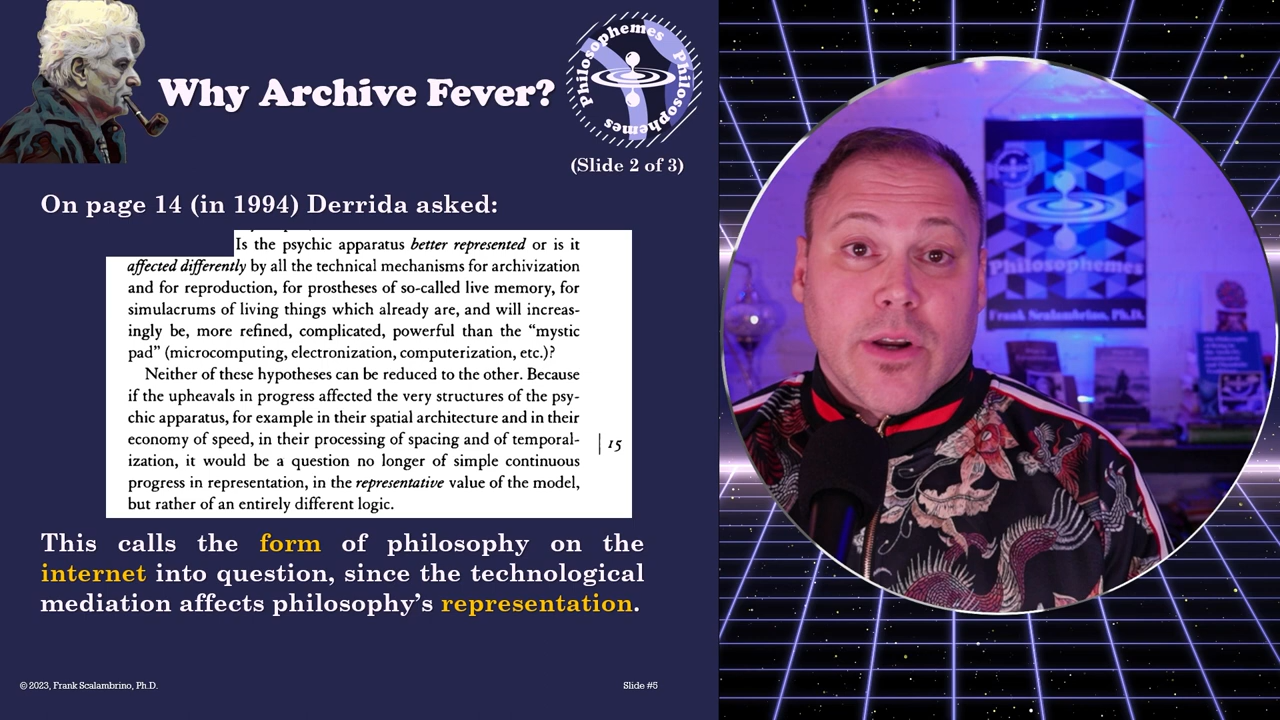 Why Archive Fever?
Philosophemes Philosophemes
(Slide 2 of 3)
On page 14 (in 1994) Derrida asked:
Is the psychic apparatus better represented or is it
affected differently by all the technical mechanisms for archivization
and for reproduction, for prostheses of so-called live memory, for
simulacrums of living things which already are, and will increas-
ingly be, more refined, complicated, powerful than the “mystic
pad” (microcomputing, electronization, computerization, etc.)?
Neither of these hypotheses can be reduced to the other. Because
if the upheavals in progress affected the very structures of the psy-
chic apparatus, for example in their spatial architecture and in their
economy of speed, in their processing of spacing and of temporal-
ization, it would be a question no longer of simple continuous
progress in representation, in the representative value of the model,
but rather of an entirely different logic.
15
This calls the form of philosophy on the
internet into question, since the technological
mediation affects philosophy’s representation.
© 2023, Frank Scalambrino, Ph.D.
Slide #5
Philosophemes
Frank Scalambrino, Ph.D.